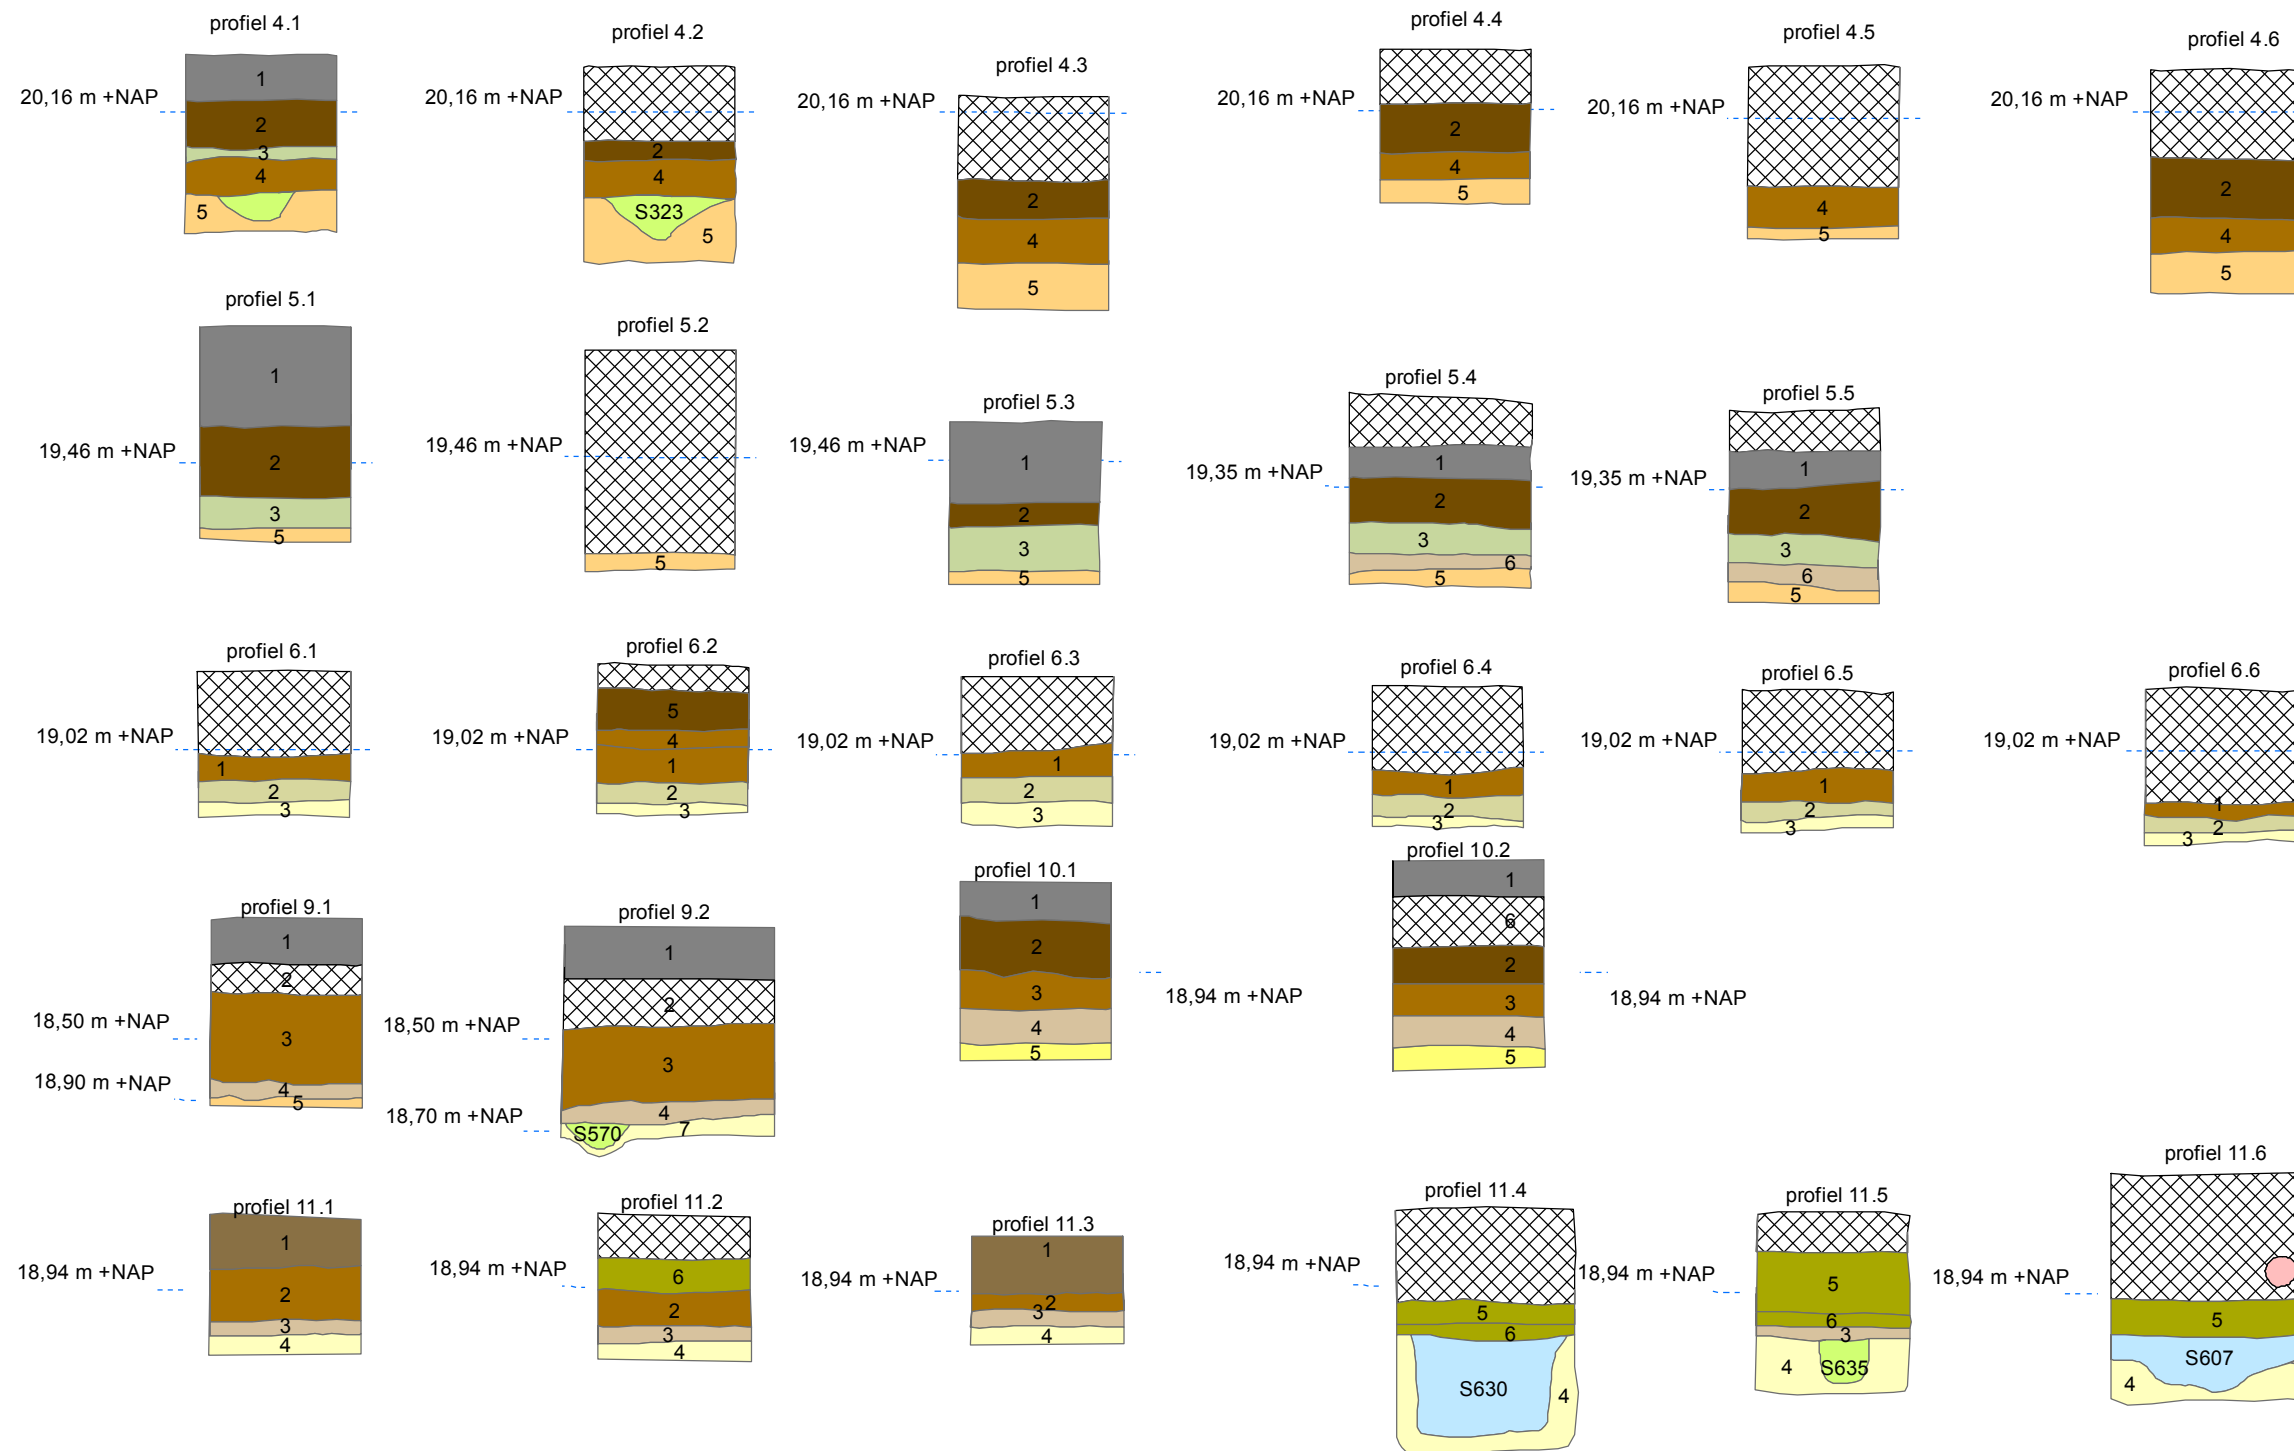 profiel 4.1
20,16 m +NAP
1
2
3
4
5
profiel 4.2
20,16 m +NAP
2
4
S323
5
profiel 4.3
20,16 m +NAP
2
4
5
profiel 4.4
20,16 m +NAP
2
4
5
profiel 4.5
20,16 m +NAP
4
5
profiel 4.6
20,16 m +NAP
2
4
5
profiel 5.1
19,46 m +NAP
1
2
3
5
profiel 5.2
19,46 m +NAP
5
profiel 5.3
19,46 m +NAP
1
2
3
5
profiel 5.4
19,35 m +NAP
1
2
3
6
5
profiel 5.5
19,35 m +NAP
1
2
3
6
5
profiel 6.1
19,02 m +NAP
1
2
3
profiel 6.2
19,02 m +NAP
5
4
1
2
3
profiel 6.3
19,02 m +NAP
1
2
3
profiel 6.4
19,02 m +NAP
1
2
3
profiel 6.5
19,02 m +NAP
1
2
3
profiel 6.6
19,02 m +NAP
1
2
3
profiel 9.1
1
2
18,50 m +NAP
3
18,90 m +NAP
4
5
profiel 9.2
1
2
18,50 m +NAP
3
18,70 m +NAP
4
S570
7
profiel 10.1
1
2
18,94 m +NAP
3
4
5
profiel 10.2
1
6
2
18,94 m +NAP
3
4
5
profiel 11.1
1
18,94 m +NAP
2
3
4
profiel 11.2
18,94 m +NAP
6
2
3
4
profiel 11.3
1
18,94 m +NAP
2
3
4
profiel 11.4
18,94 m +NAP
5
6
S630
4
profiel 11.5
18,94 m +NAP
5
6
3
4
S635
profiel 11.6
18,94 m +NAP
5
S607
4